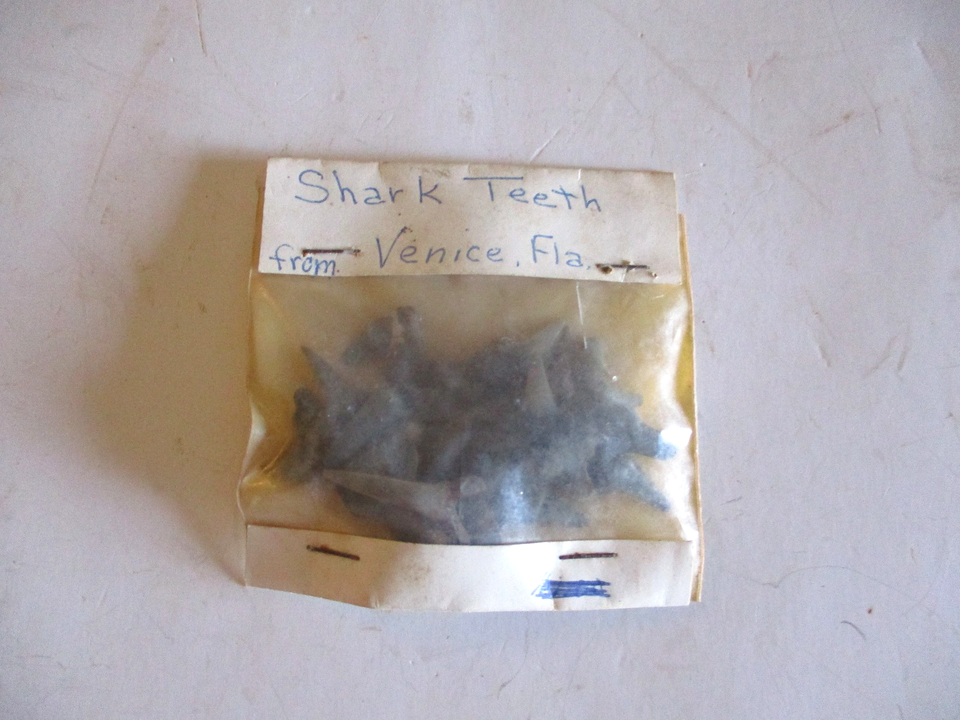 Shark Teeth
from Venice, Fla.